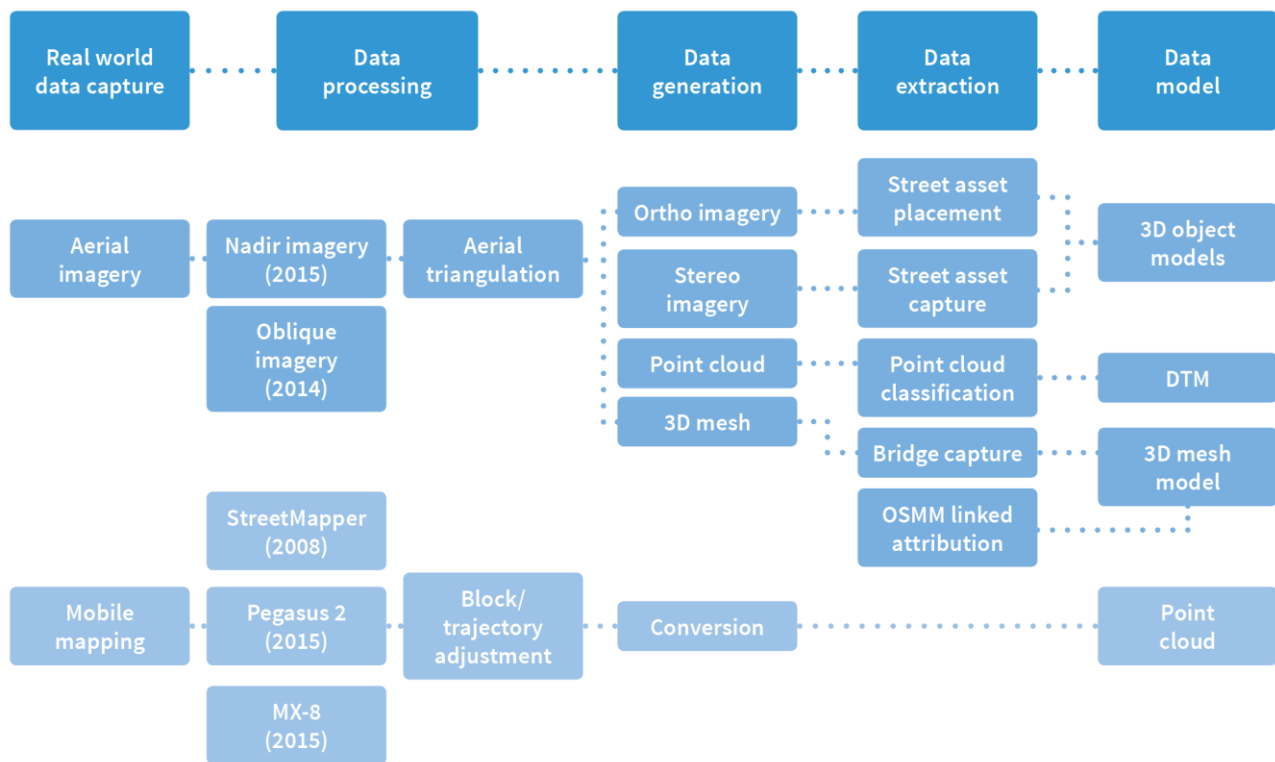 Real world
data capture
Data
processing
Data
generation
Data
extraction
Data
model
Aerial
imagery
Nadir imagery
(2015)
Oblique
imagery
(2014)
Aerial
triangulation
Ortho imagery
Stereo
imagery
Point cloud
3D mesh
Street asset
placement
Street asset
capture
Point cloud
classification
Bridge capture
OSMM linked
attribution
3D object
models
DTM
3D mesh
model
Mobile
mapping
StreetMapper
(2008)
Pegasus 2
(2015)
MX-8
(2015)
Block/
trajectory
adjustment
Conversion
Point
cloud